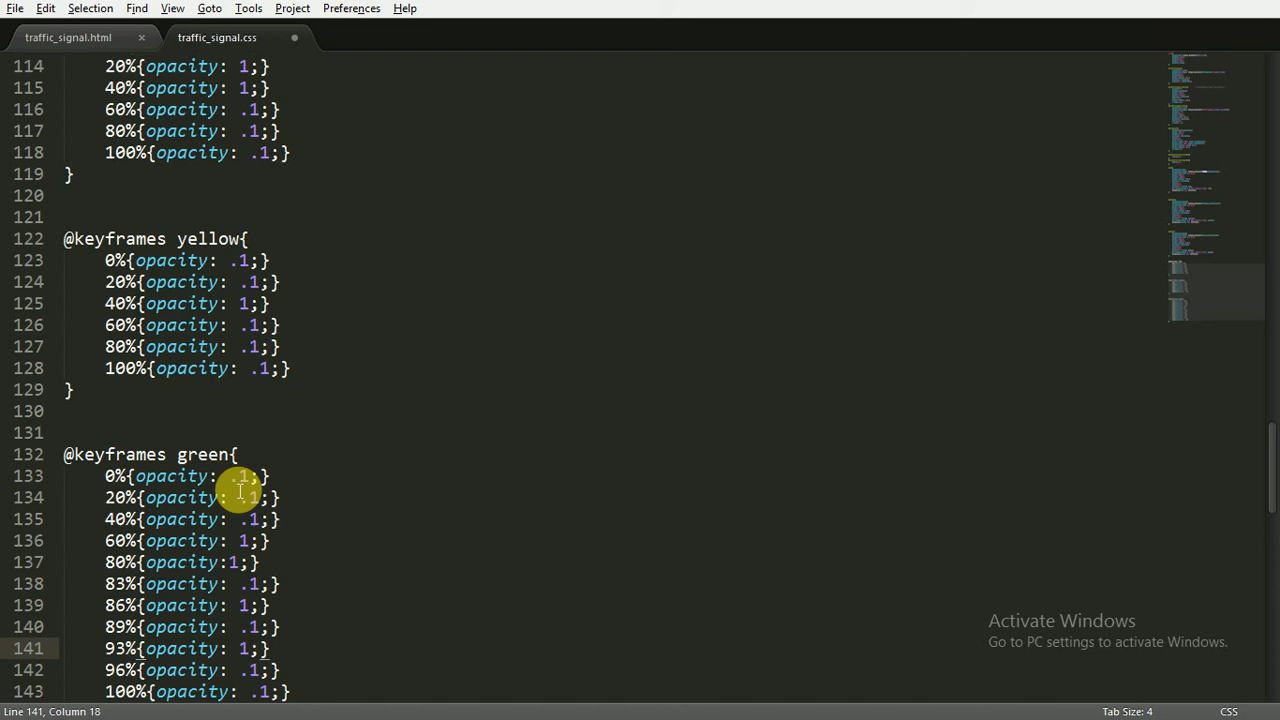 File Edit Selection Find View Goto Tools Project Preferences Help
traffic_signal.html × traffic_signal.css
114 20%{opacity: 1;}
115 40%{opacity: 1;}
116 60%{opacity: .1;}
117 80%{opacity: .1;}
118 100%{opacity: .1;}
119 }
120
121
122 @keyframes yellow{
123 0%{opacity: .1;}
124 20%{opacity: .1;}
125 40%{opacity: 1;}
126 60%{opacity: .1;}
127 80%{opacity: .1;}
128 100%{opacity: .1;}
129 }
130
131
132 @keyframes green{
133 0%{opacity: .1;}
134 20%{opacity: .1;}
135 40%{opacity: .1;}
136 60%{opacity: 1;}
137 80%{opacity:1;}
138 83%{opacity: .1;}
139 86%{opacity: 1;}
140 89%{opacity: .1;}
141 93%{opacity: 1;}
142 96%{opacity: .1;}
143 100%{opacity: .1;}
Activate Windows
Go to PC settings to activate Windows.
Line 141, Column 18 Tab Size: 4 CSS